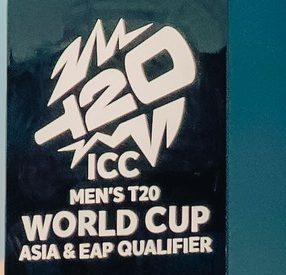 T20
ICC
MEN'S T20
WORLD CUP
ASIA & EAP QUALIFIER